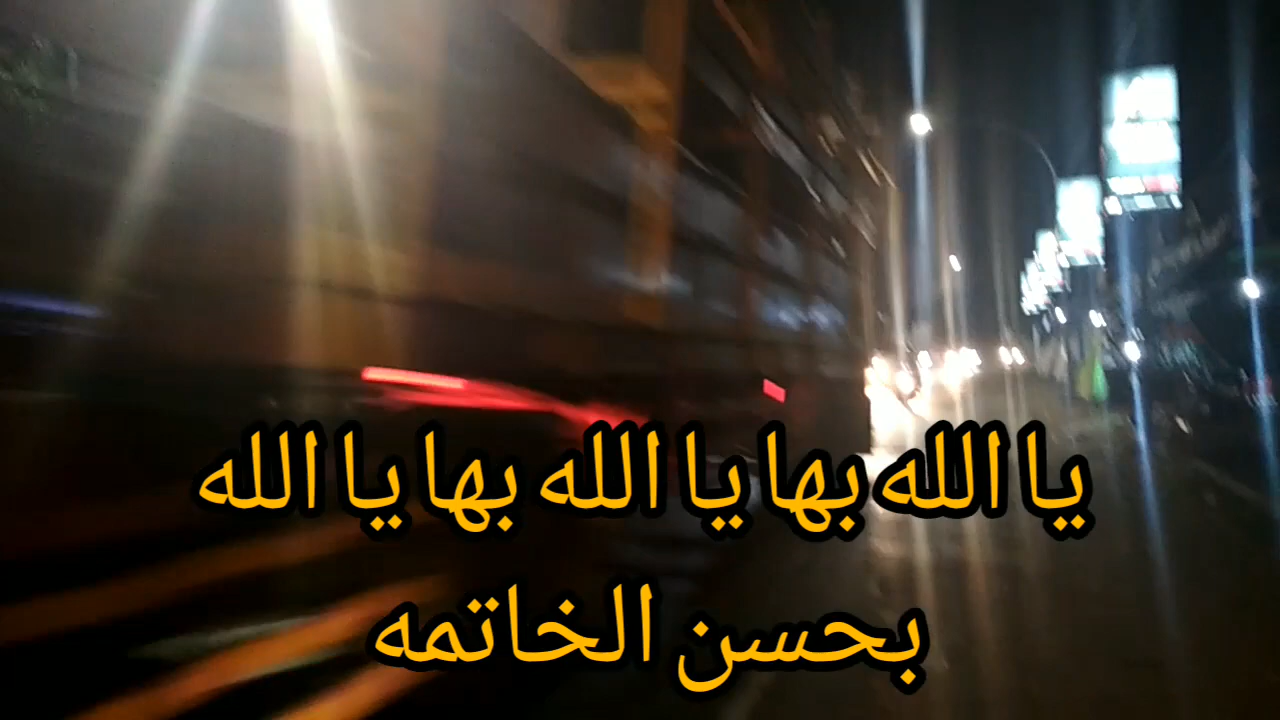 يا الله بها يا الله بها يا الله
بحسن الخاتمه